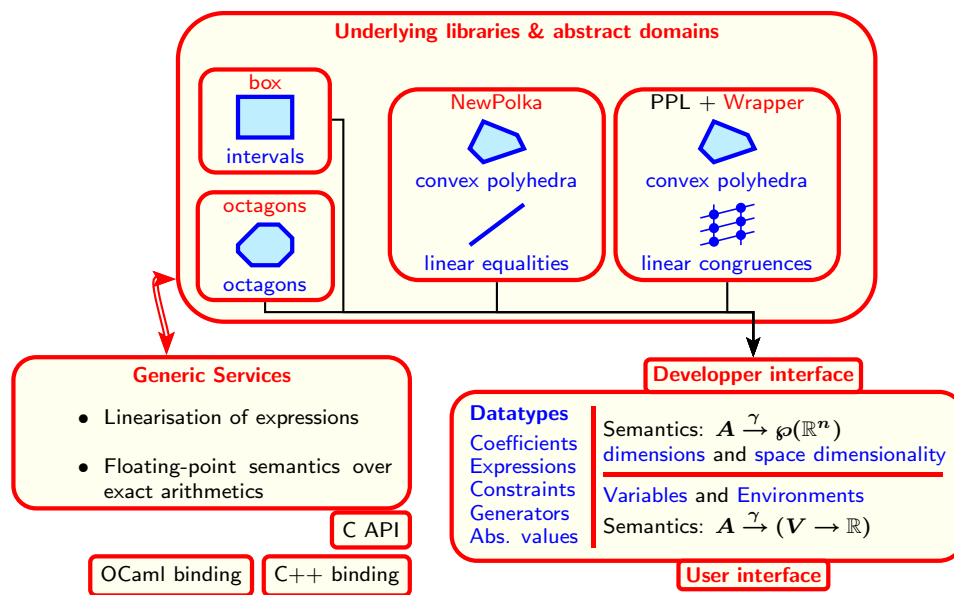 Underlying libraries & abstract domains
box
intervals
octagons
octagons
NewPolka
convex polyhedra
linear equalities
PPL + Wrapper
convex polyhedra
linear congruences
Generic Services
• Linearisation of expressions
• Floating-point semantics over
exact arithmetics
C API
OCaml binding
C++ binding
Developper interface
Datatypes
Coefficients
Expressions
Constraints
Generators
Abs. values
Semantics: A →^γ ℘(ℝ^n)
dimensions and space dimensionality
Variables and Environments
Semantics: A →^γ (V → ℝ)
User interface